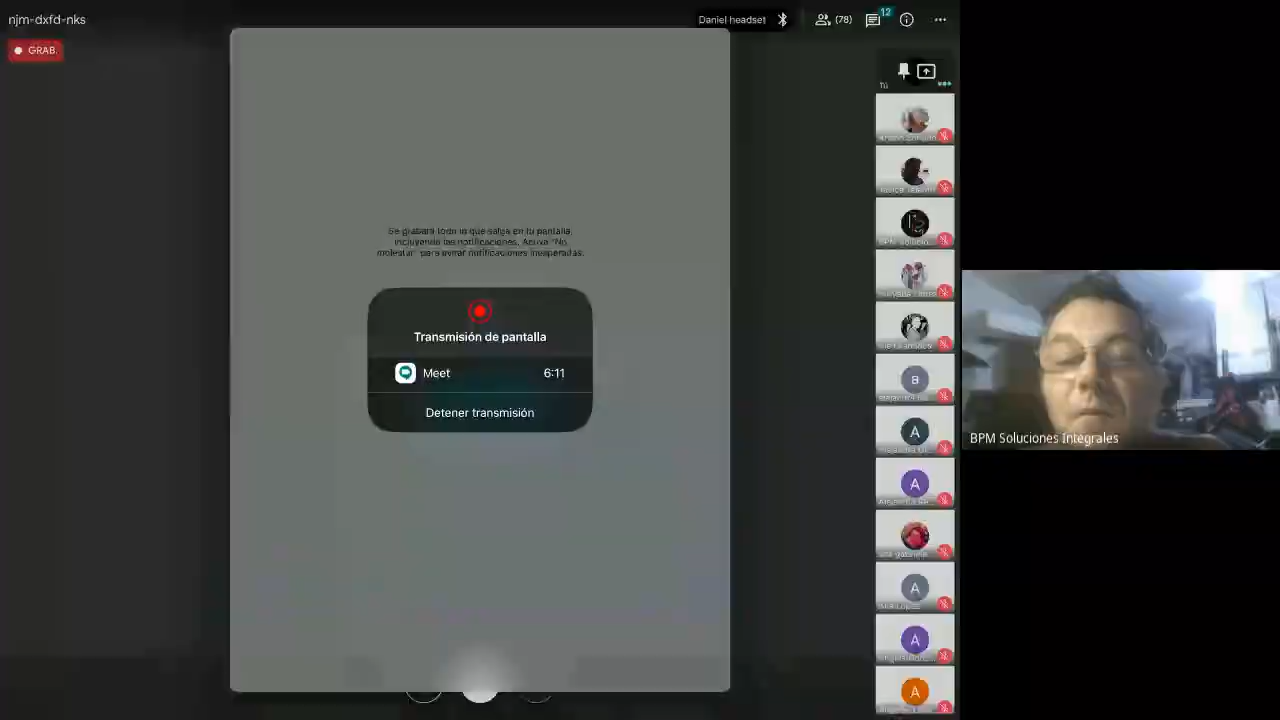 njm-dxfd-nks
Daniel headset
(78)
12
GRAB.
Se grabará todo lo que salga en tu pantalla,
incluyendo las notificaciones. Activa "No
molestar" para evitar notificaciones inesperadas.
Transmisión de pantalla
Meet 6:11
Detener transmisión
B
A
A
A
A
A
BPM Soluciones Integrales